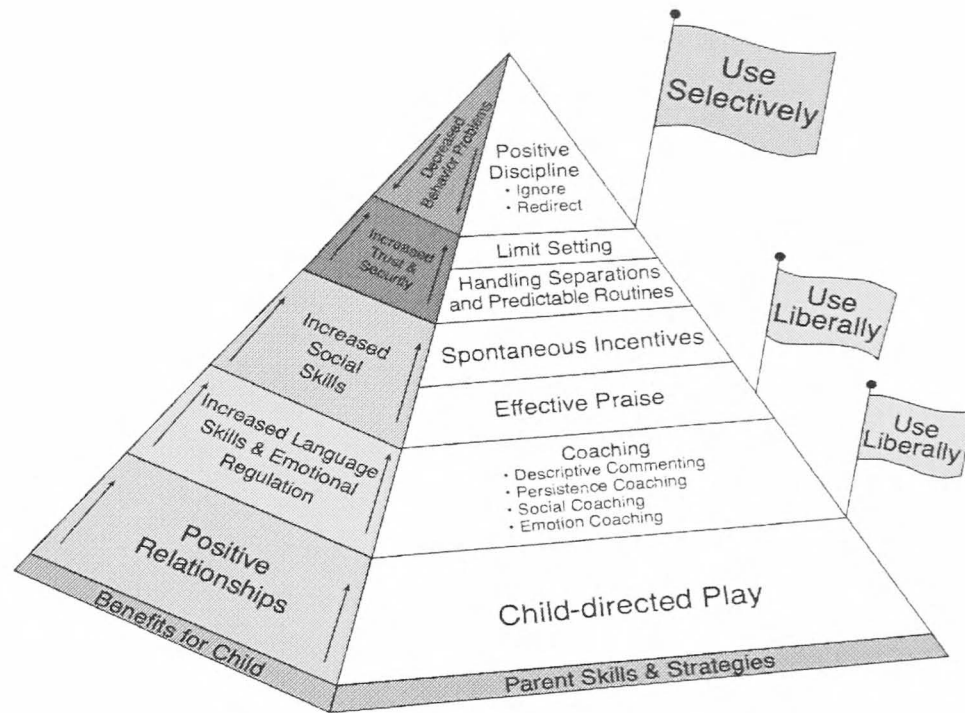 Use
Selectively
Decreased
Behavior Problems
Positive
Discipline
• Ignore
• Redirect
Increased
Trust &
Security
Limit Setting
Handling Separations
and Predictable Routines
Use
Liberally
Increased
Social
Skills
Spontaneous Incentives
Effective Praise
Use
Liberally
Increased Language
Skills & Emotional
Regulation
Coaching
• Descriptive Commenting
• Persistence Coaching
• Social Coaching
• Emotion Coaching
Positive
Relationships
Child-directed Play
Benefits for Child
Parent Skills & Strategies